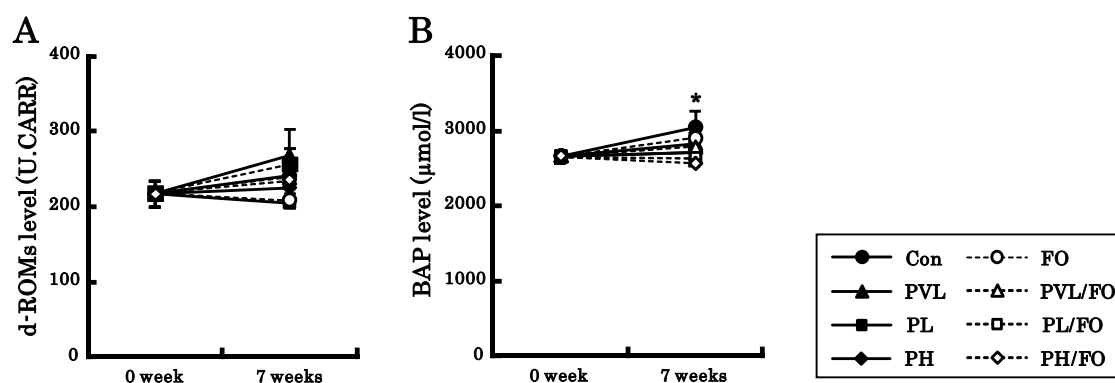 A
d-ROMs level (U.CARR)
400
300
200
100
0
0 week 7 weeks
B
BAP level (μmol/l)
4000
3000
2000
1000
0
*
0 week 7 weeks
Con FO
PVL PVL/FO
PL PL/FO
PH PH/FO